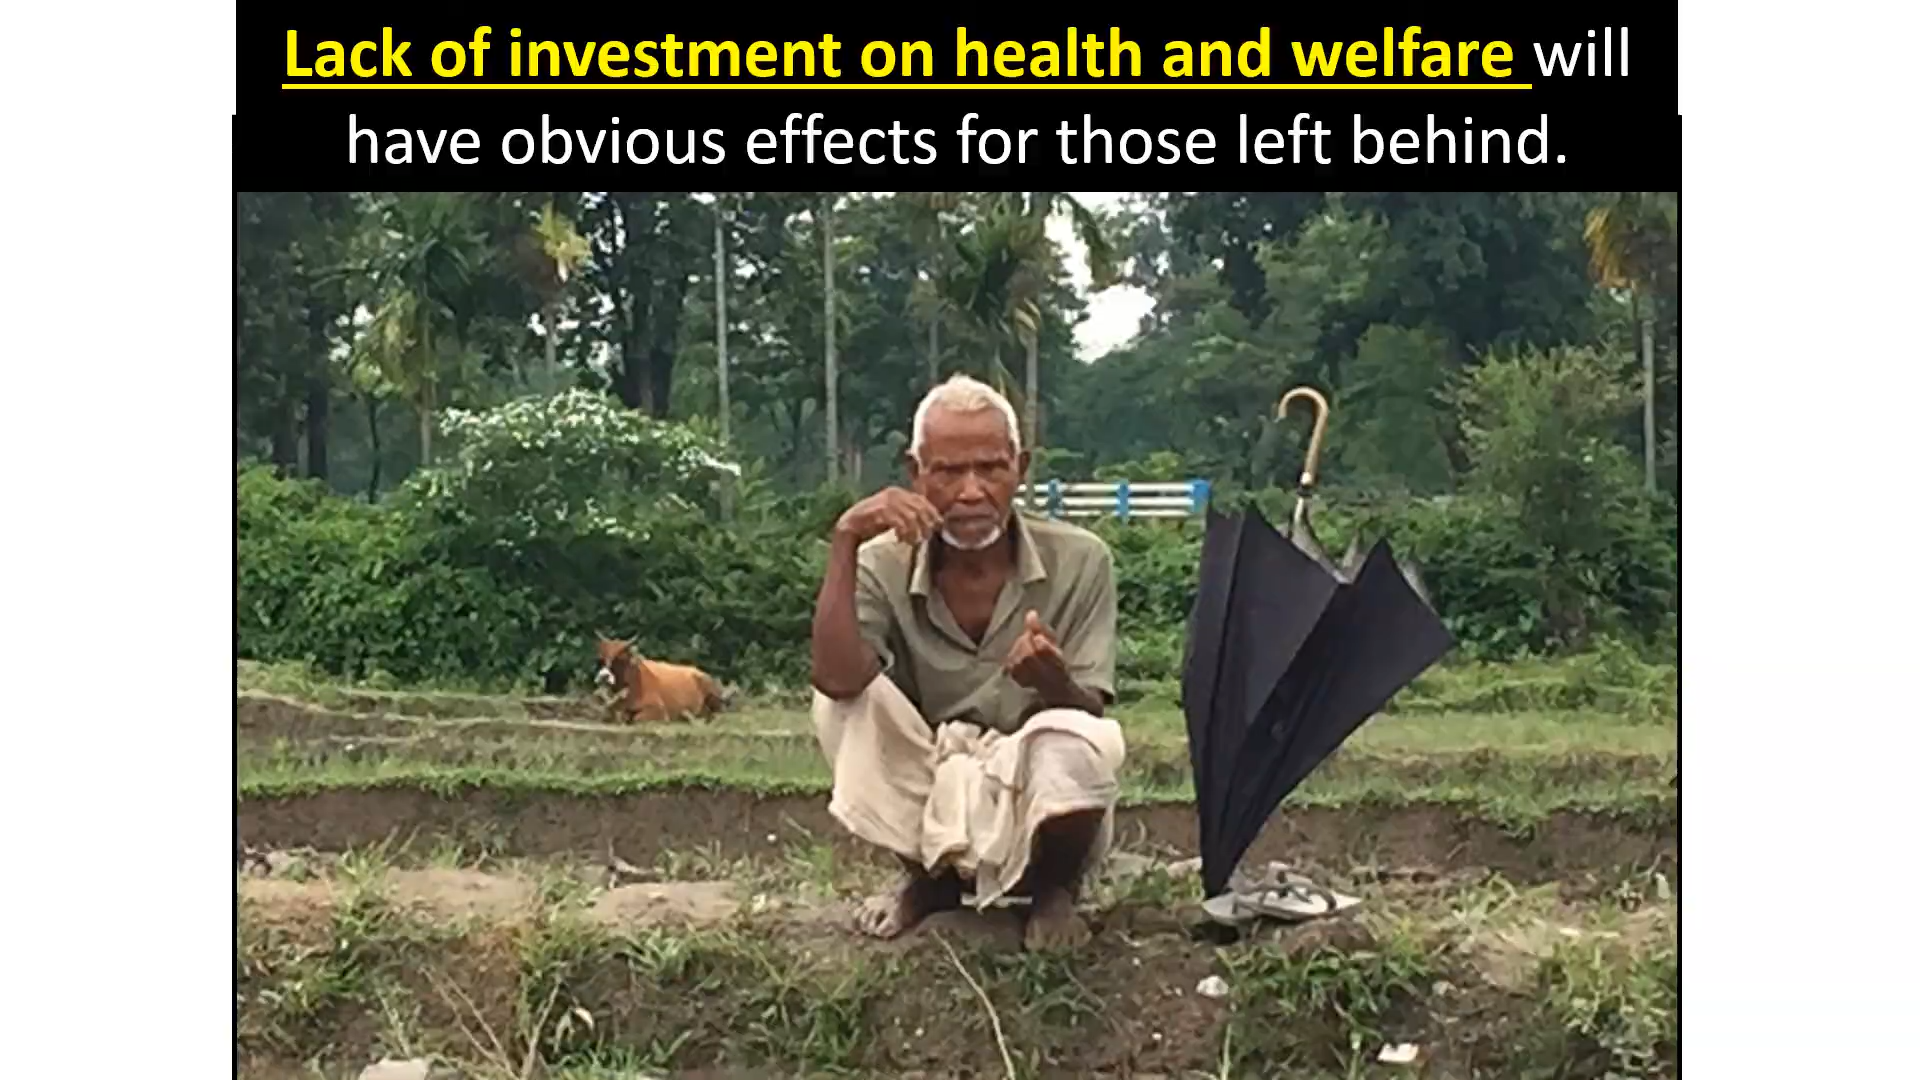 Lack of investment on health and welfare will
have obvious effects for those left behind.